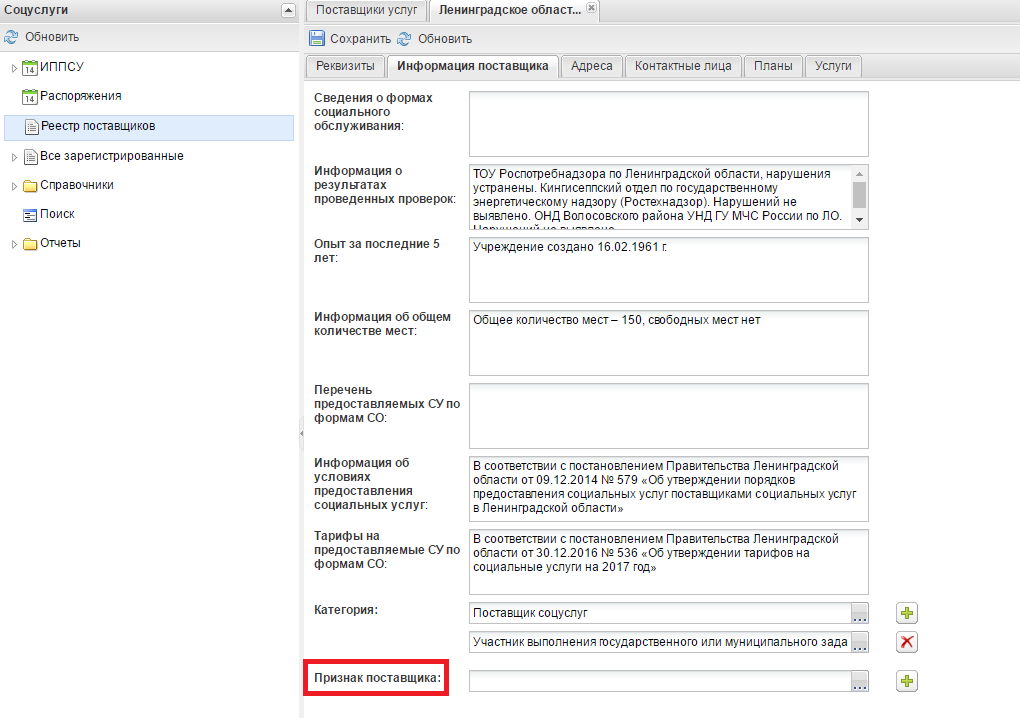 Соцуслуги
Обновить
ИППСУ
Распоряжения
Реестр поставщиков
Все зарегистрированные
Справочники
Поиск
Отчеты
Поставщики услуг
Ленинградское област...
Сохранить
Обновить
Реквизиты
Информация поставщика
Адреса
Контактные лица
Планы
Услуги
Сведения о формах
социального
обслуживания:
Информация о
результатах
проведенных проверок:
ТОУ Роспотребнадзора по Ленинградской области, нарушения
устранены. Кингисеппский отдел по государственному
энергетическому надзору (Ростехнадзор). Нарушений не
выявлено. ОНД Волосовского района УНД ГУ МЧС России по ЛО.
Нарушений не выявлено
Опыт за последние 5
лет:
Учреждение создано 16.02.1961 г.
Информация об общем
количестве мест:
Общее количество мест – 150, свободных мест нет
Перечень
предоставляемых СУ по
формам СО:
Информация об
условиях
предоставления
социальных услуг:
В соответствии с постановлением Правительства Ленинградской
области от 09.12.2014 № 579 «Об утверждении порядков
предоставления социальных услуг поставщиками социальных услуг
в Ленинградской области»
Тарифы на
предоставляемые СУ по
формам СО:
В соответствии с постановлением Правительства Ленинградской
области от 30.12.2016 № 536 «Об утверждении тарифов на
социальные услуги на 2017 год»
Категория:
Поставщик соцуслуг
Участник выполнения государственного или муниципального зада
Признак поставщика: